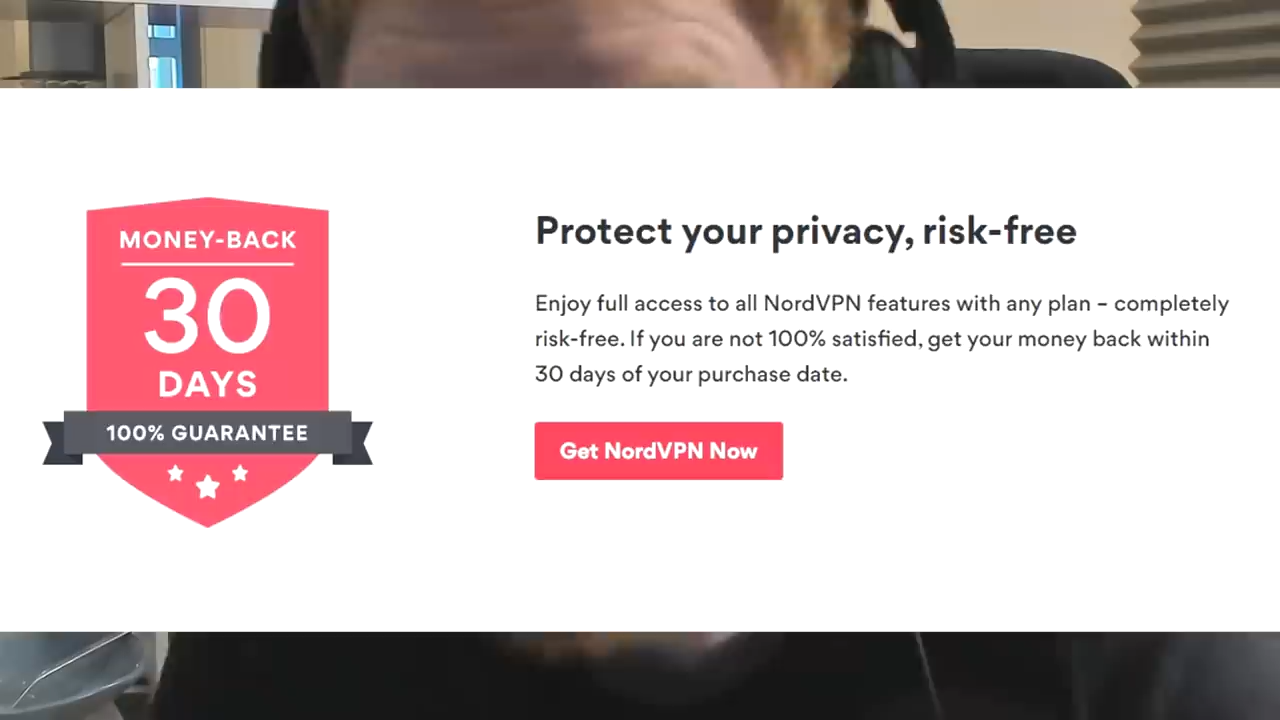 MONEY-BACK
30
DAYS
100% GUARANTEE
Protect your privacy, risk-free
Enjoy full access to all NordVPN features with any plan – completely
risk-free. If you are not 100% satisfied, get your money back within
30 days of your purchase date.
Get NordVPN Now